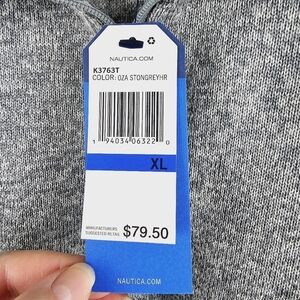 NAUTICA.COM
K3763T
COLOR: 0ZA STONGREYHR
1 94034 06322 0
XL
MANUFACTURERS
SUGGESTED RETAIL $79.50
NAUTICA.COM